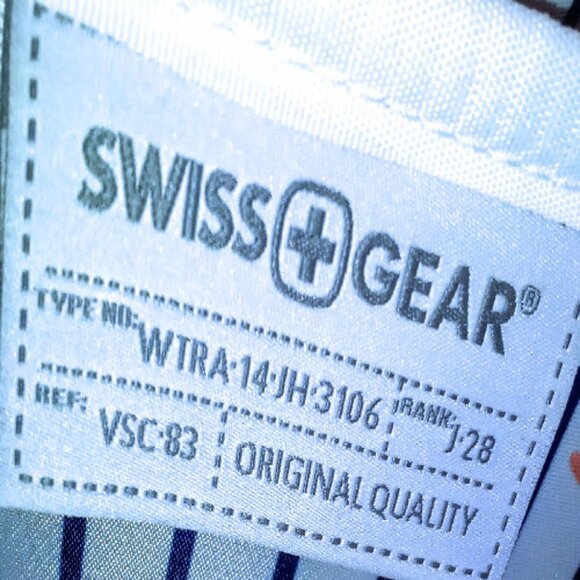 SWISS GEAR®
TYPE NO: WTRA·14·JH·3106 RANK: J·28
REF: VSC·83 ORIGINAL QUALITY